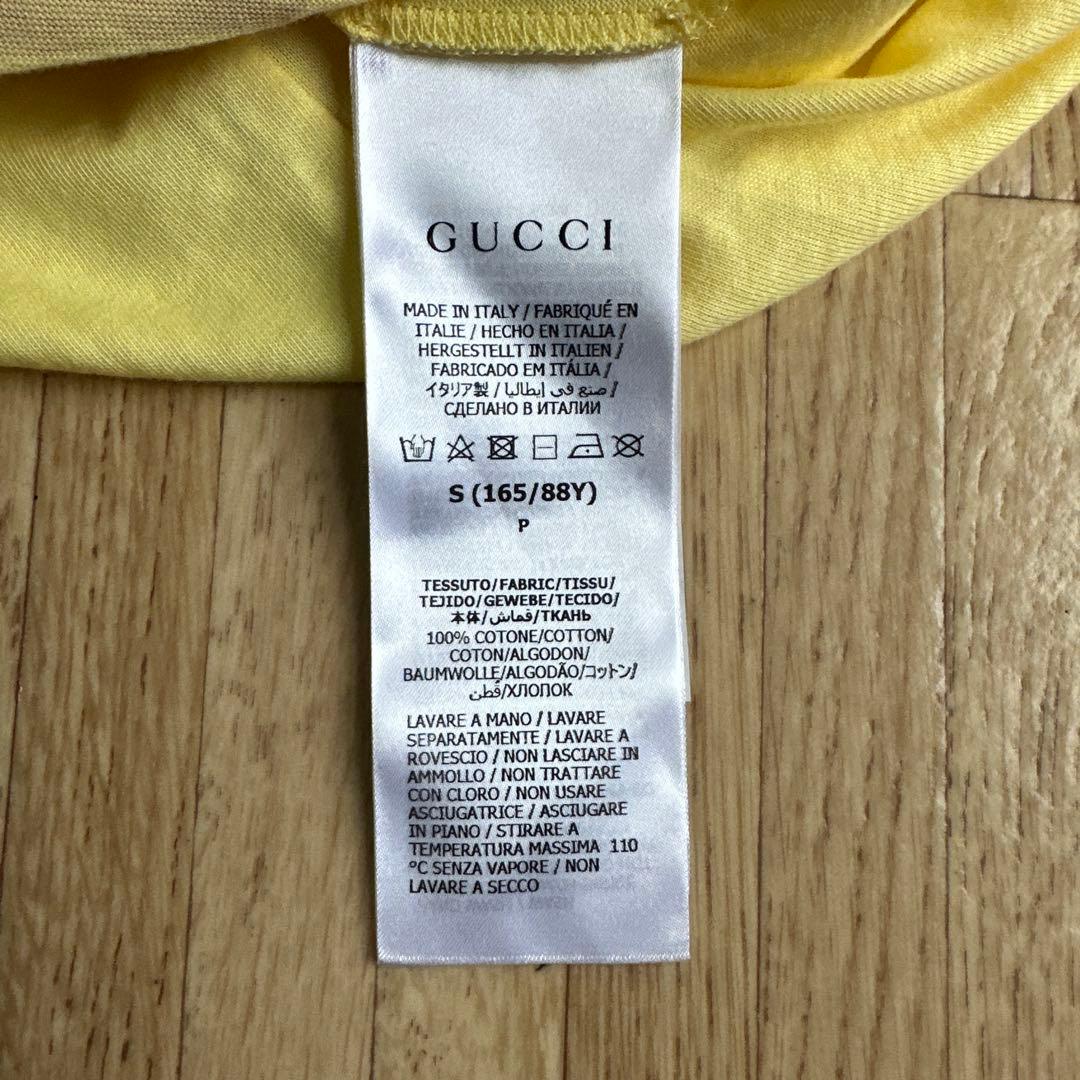 GUCCI
MADE IN ITALY / FABRIQUÉ EN
ITALIE / HECHO EN ITALIA /
HERGESTELLT IN ITALIEN /
FABRICADO EM ITÁLIA /
イタリア製 / صنع في إيطاليا /
СДЕЛАНО В ИТАЛИИ
S (165/88Y)
P
TESSUTO/FABRIC/TISSU/
TEJIDO/GEWEBE/TECIDO/
本体/قماش/ТКАНЬ
100% COTONE/COTTON/
COTON/ALGODON/
BAUMWOLLE/ALGODÃO/コットン/
قطن/ХЛОПОК
LAVARE A MANO / LAVARE
SEPARATAMENTE / LAVARE A
ROVESCIO / NON LASCIARE IN
AMMOLLO / NON TRATTARE
CON CLORO / NON USARE
ASCIUGATRICE / ASCIUGARE
IN PIANO / STIRARE A
TEMPERATURA MASSIMA 110
°C SENZA VAPORE / NON
LAVARE A SECCO